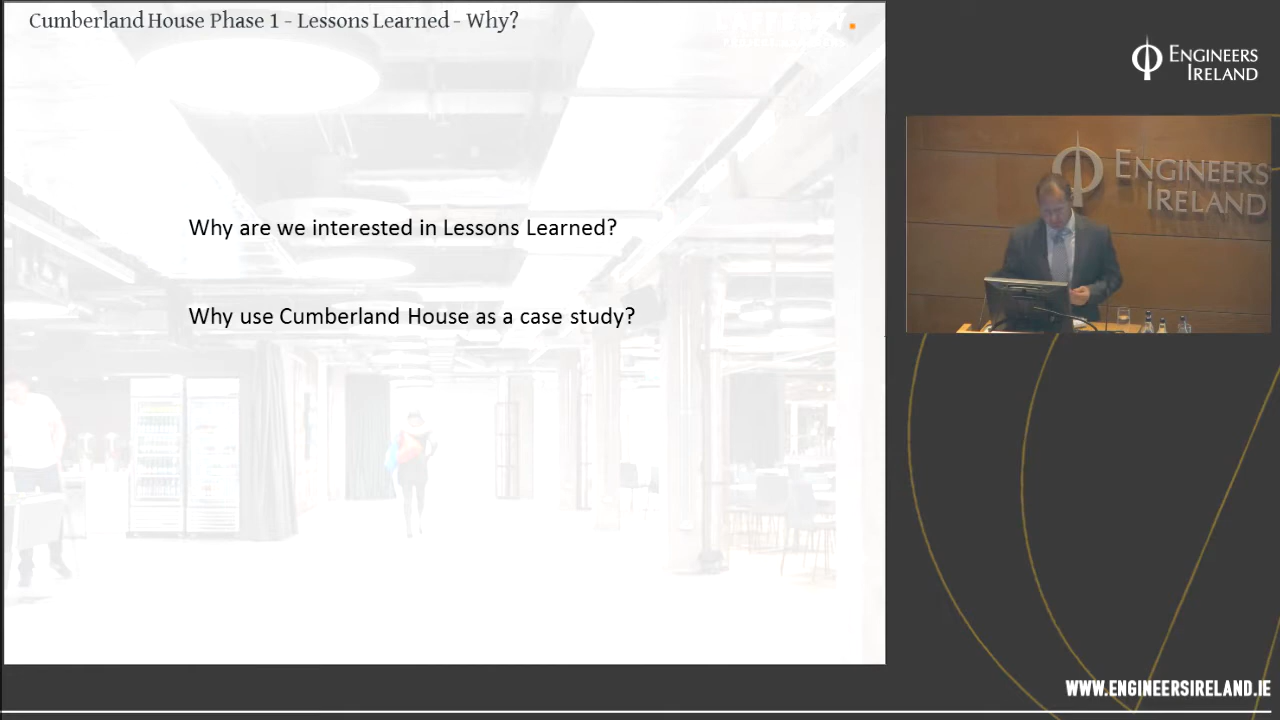 Cumberland House Phase 1 - Lessons Learned - Why?
Why are we interested in Lessons Learned?
Why use Cumberland House as a case study?
ENGINEERS
IRELAND
ENGINEERS
IRELAND
WWW.ENGINEERSIRELAND.IE